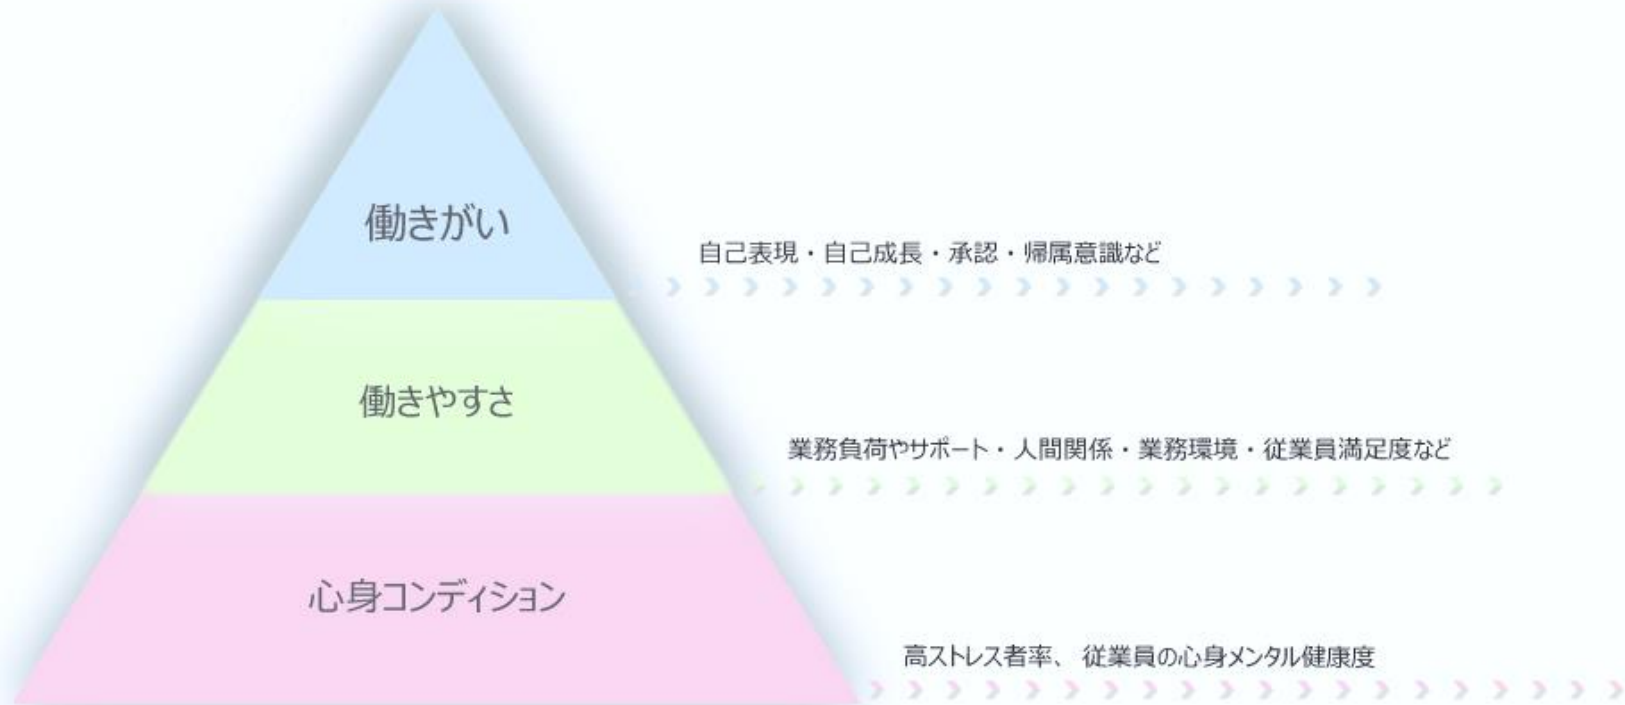 働きがい
自己表現・自己成長・承認・帰属意識など
働きやすさ
業務負荷やサポート・人間関係・業務環境・従業員満足度など
心身コンディション
高ストレス者率、 従業員の心身メンタル健康度